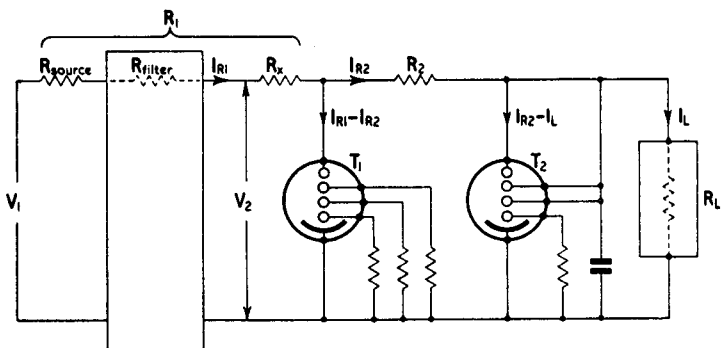 R₁
R_source R_filter I_R1 R_x I_R2 R₂
I_R1–I_R2 I_R2–I_L I_L
T₁ T₂
V₁ V₂ R_L